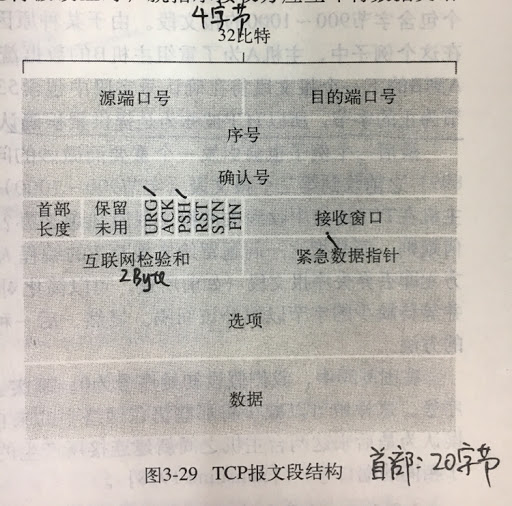 4字节
32比特
源端口号 目的端口号
序号
确认号
首部长度 保留未用 URG ACK PSH RST SYN FIN 接收窗口
互联网检验和 紧急数据指针
2Byte
选项
数据
图3-29 TCP报文段结构
首部：20字节